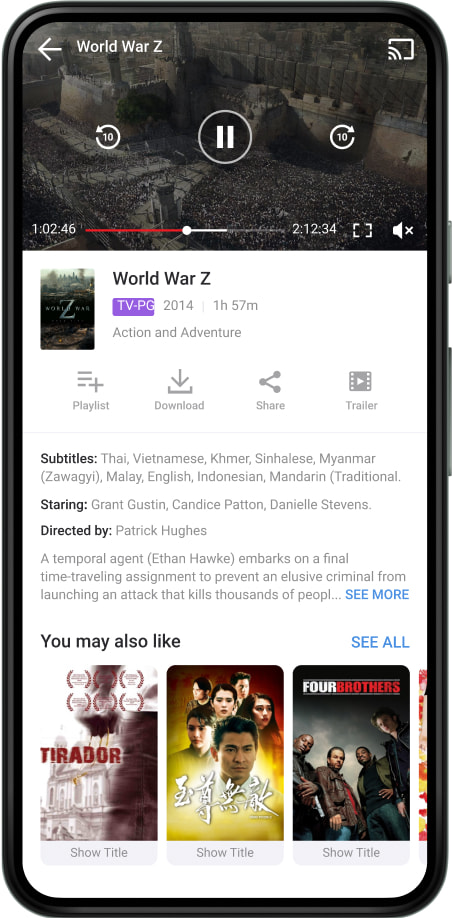 World War Z
10
10
1:02:46
2:12:34
World War Z
TV-PG 2014 1h 57m
WORLD WAR
Z
Action and Adventure
Playlist
Download
Share
Trailer
Subtitles: Thai, Vietnamese, Khmer, Sinhalese, Myanmar
(Zawagyi), Malay, English, Indonesian, Mandarin (Traditional.
Staring: Grant Gustin, Candice Patton, Danielle Stevens.
Directed by: Patrick Hughes
A temporal agent (Ethan Hawke) embarks on a final
time-traveling assignment to prevent an elusive criminal from
launching an attack that kills thousands of peopl... SEE MORE
You may also like
SEE ALL
TIRADOR
至尊無敵
FOUR BROTHERS
Show Title
Show Title
Show Title